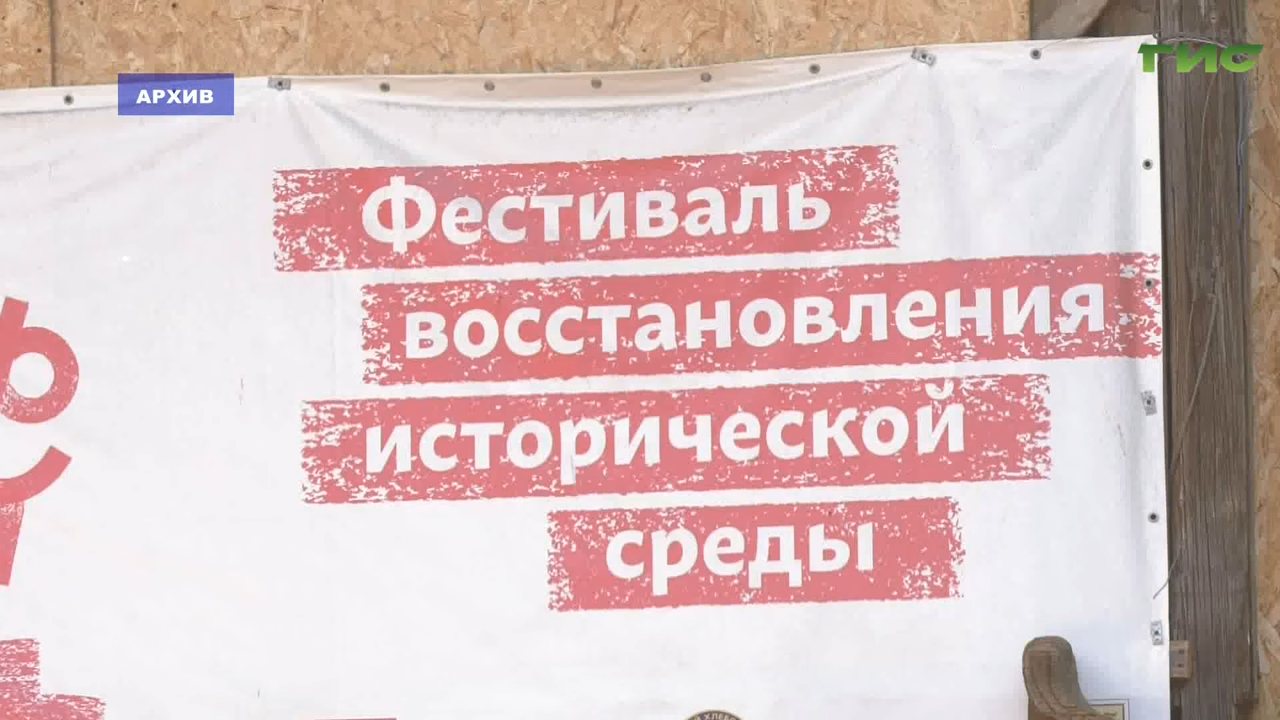 ТИС
АРХИВ
Фестиваль
восстановления
исторической
среды